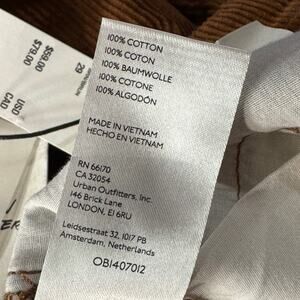 100% COTTON
100% COTON
100% BAUMWOLLE
100% COTONE
100% ALGODÓN
MADE IN VIETNAM
HECHO EN VIETNAM
RN 66170
CA 32054
Urban Outfitters, Inc.
146 Brick Lane
LONDON, E1 6RU
Leidsestraat 32, 1017 PB
Amsterdam, Netherlands
OB1407012
29
$59.00
$79.00
USD
CAD